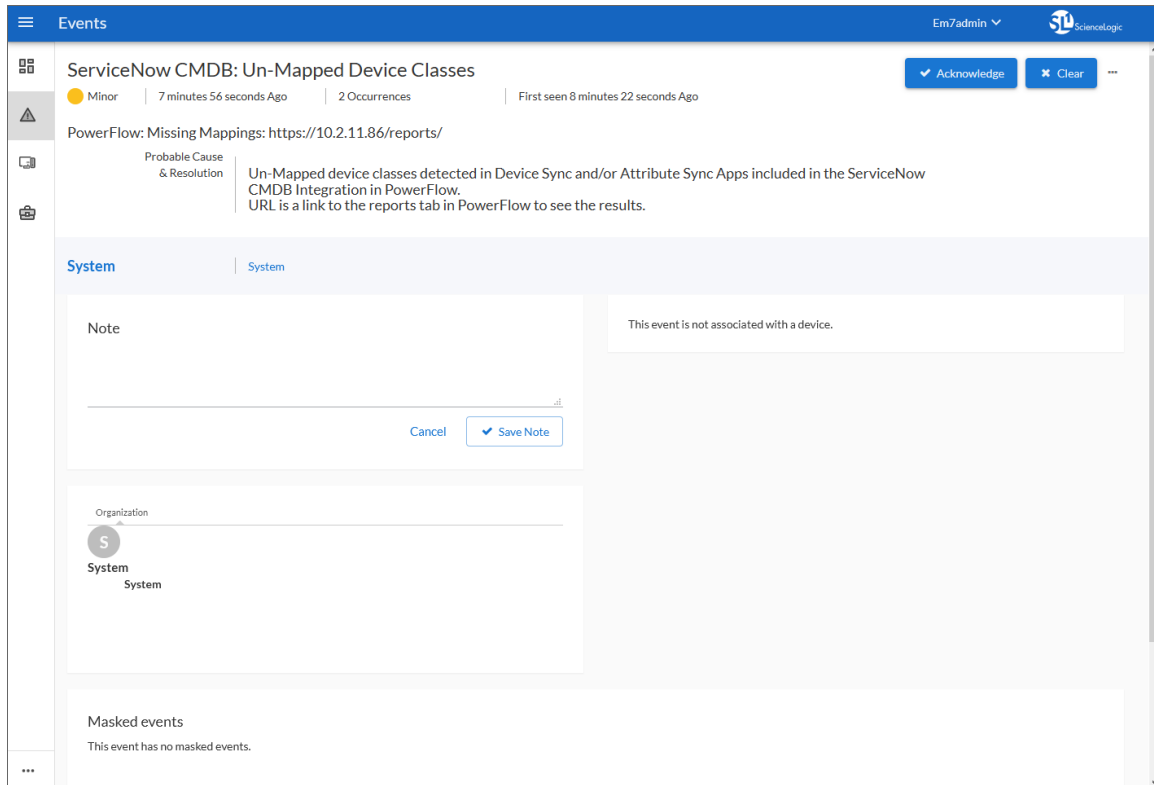 Events
Em7admin
SL ScienceLogic
ServiceNow CMDB: Un-Mapped Device Classes
Acknowledge
Clear
Minor
7 minutes 56 seconds Ago
2 Occurrences
First seen 8 minutes 22 seconds Ago
PowerFlow: Missing Mappings: https://10.2.11.86/reports/
Probable Cause
& Resolution
Un-Mapped device classes detected in Device Sync and/or Attribute Sync Apps included in the ServiceNow
CMDB Integration in PowerFlow.
URL is a link to the reports tab in PowerFlow to see the results.
System
System
Note
This event is not associated with a device.
Cancel
Save Note
Organization
S
System
System
Masked events
This event has no masked events.